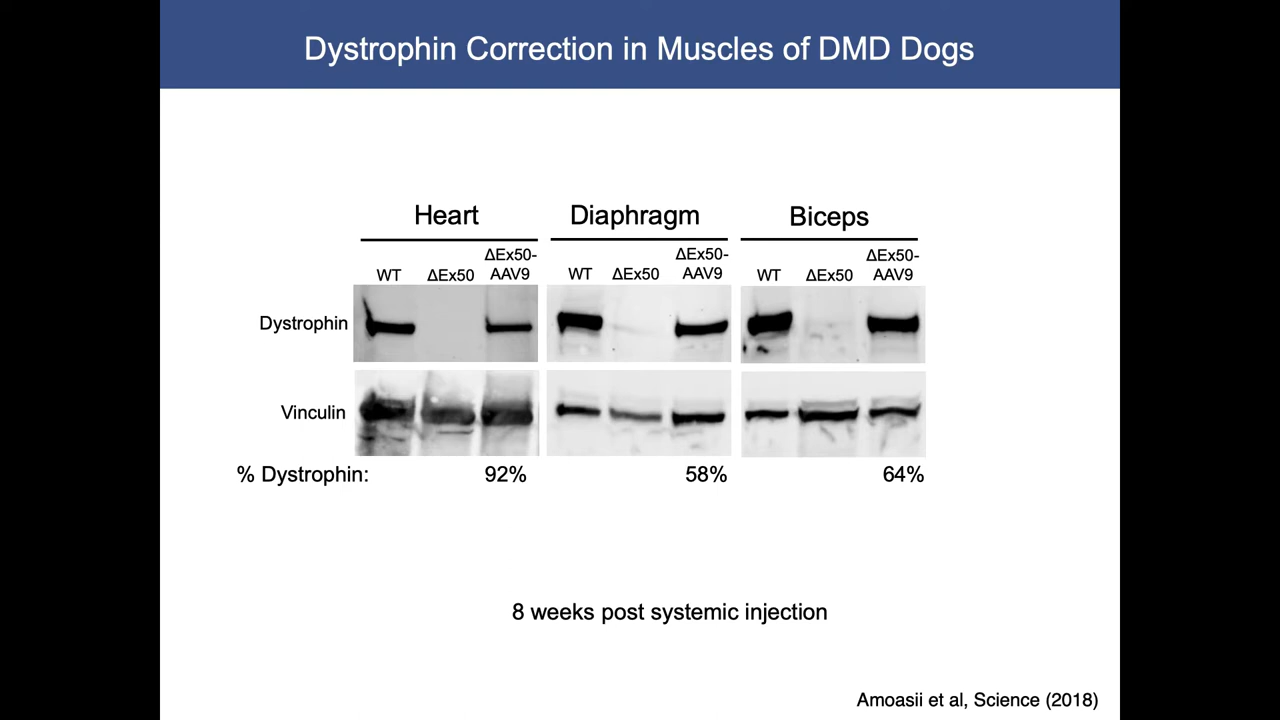 Dystrophin Correction in Muscles of DMD Dogs
Heart Diaphragm Biceps
WT ΔEx50 ΔEx50-AAV9 WT ΔEx50 ΔEx50-AAV9 WT ΔEx50 ΔEx50-AAV9
Dystrophin
Vinculin
% Dystrophin: 92% 58% 64%
8 weeks post systemic injection
Amoasii et al, Science (2018)